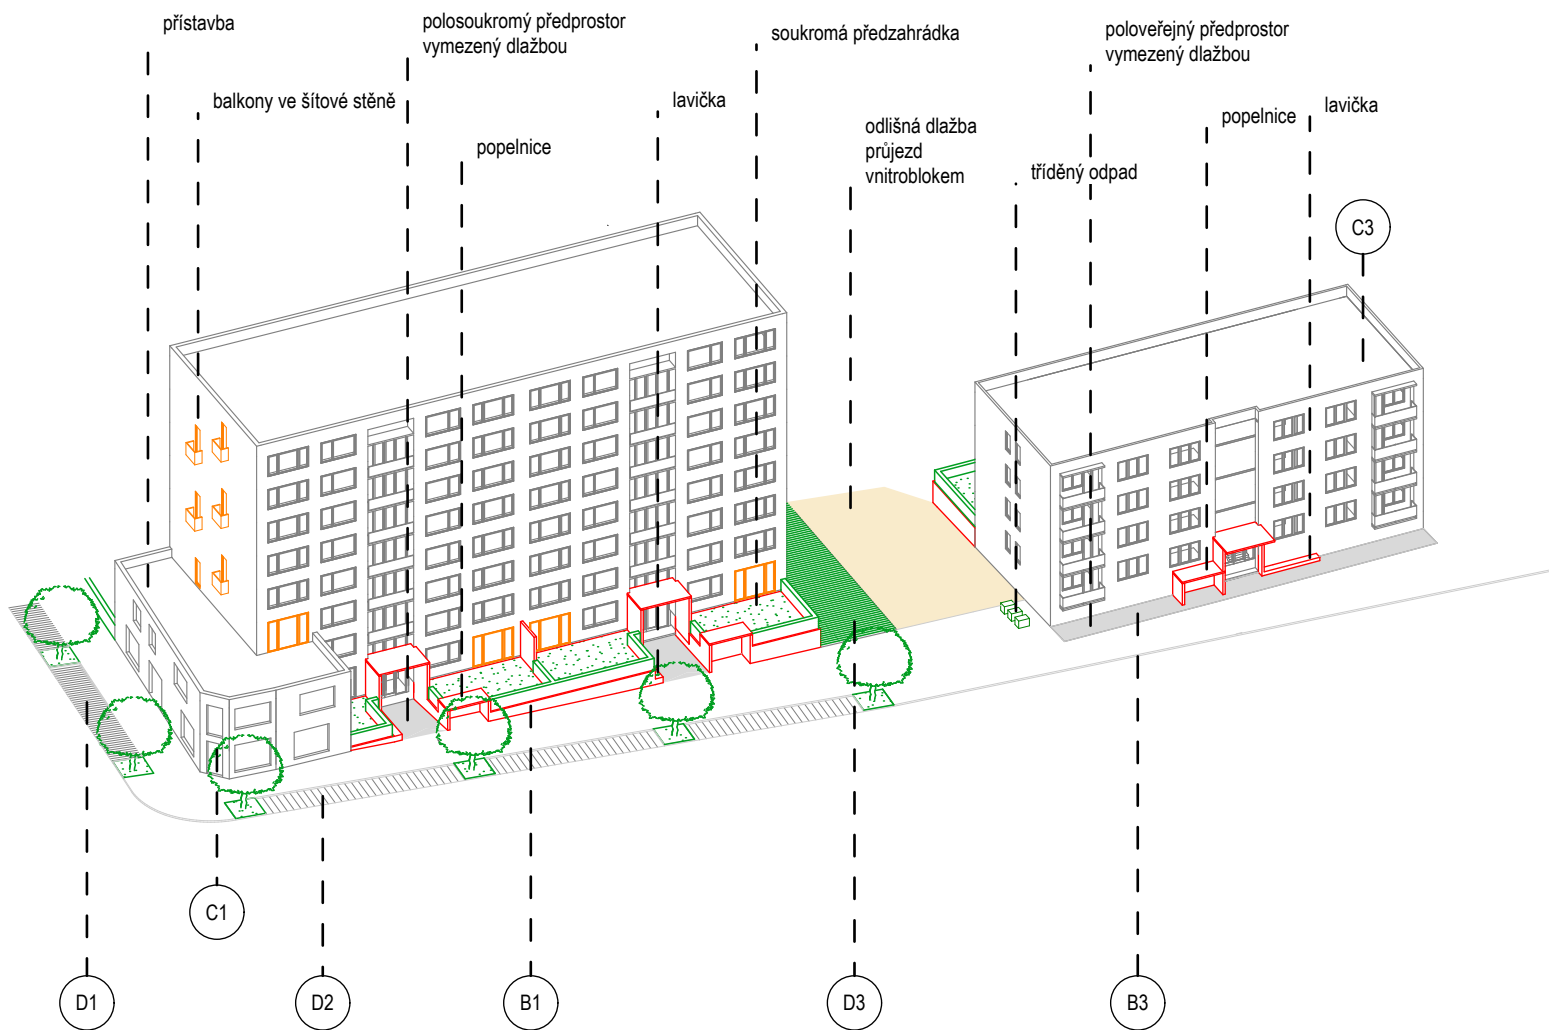 přístavba
polosoukromý předprostor
vymezený dlažbou
soukromá předzahrádka
poloveřejný předprostor
vymezený dlažbou
balkony ve šítové stěně
lavička
popelnice
odlišná dlažba
průjezd
vnitroblokem
tříděný odpad
popelnice
lavička
C3
C1
D1
D2
B1
D3
B3